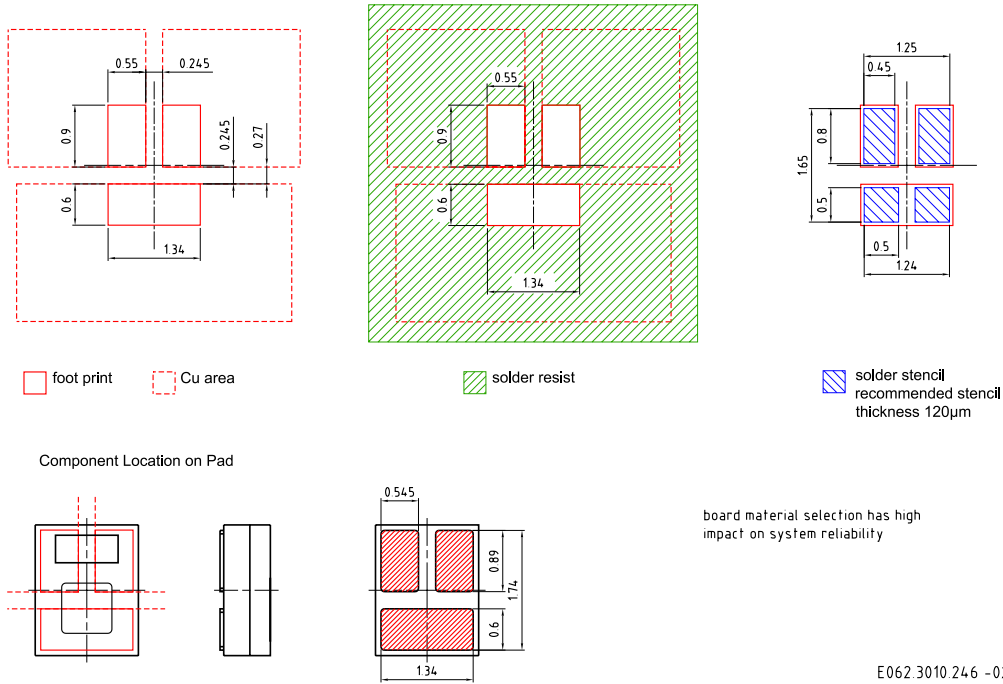 0.55
0.245
0.9
0.245
0.27
0.6
1.34
0.55
0.9
0.6
1.34
1.25
0.45
0.8
1.65
0.5
0.5
1.24
foot print
Cu area
solder resist
solder stencil
recommended stencil
thickness 120µm
Component Location on Pad
0.545
0.89
1.74
0.6
1.34
board material selection has high
impact on system reliability
E062.3010.246 -0